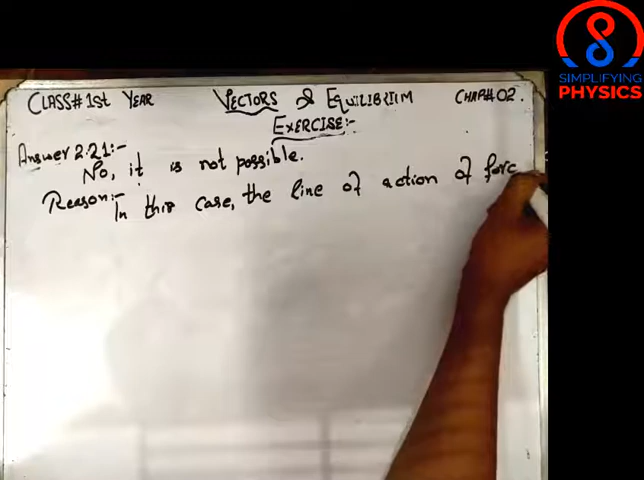 SIMPLIFYING
PHYSICS
CLASS# 1st YEAR VECTORS & EQUILIBRIUM CHAP# 02.
EXERCISE:-
Answer 2.21:-
No, it is not possible.
Reason:-
In this case, the line of action of forc